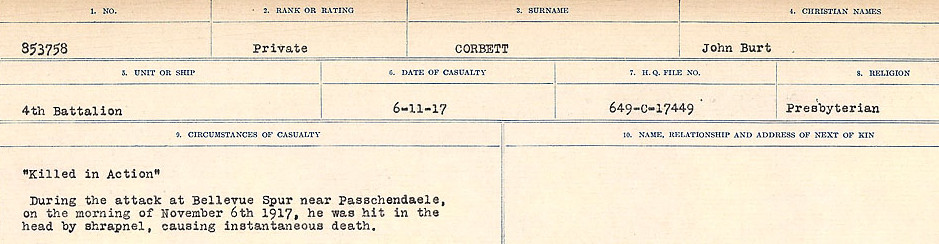 1. NO. 2. RANK OR RATING 3. SURNAME 4. CHRISTIAN NAMES
853758 Private CORBETT John Burt
5. UNIT OR SHIP 6. DATE OF CASUALTY 7. H. Q. FILE NO. 8. RELIGION
4th Battalion 6-11-17 649-C-17449 Presbyterian
9. CIRCUMSTANCES OF CASUALTY 10. NAME, RELATIONSHIP AND ADDRESS OF NEXT OF KIN
"Killed in Action"
During the attack at Bellevue Spur near Passchendaele,
on the morning of November 6th 1917, he was hit in the
head by shrapnel, causing instantaneous death.